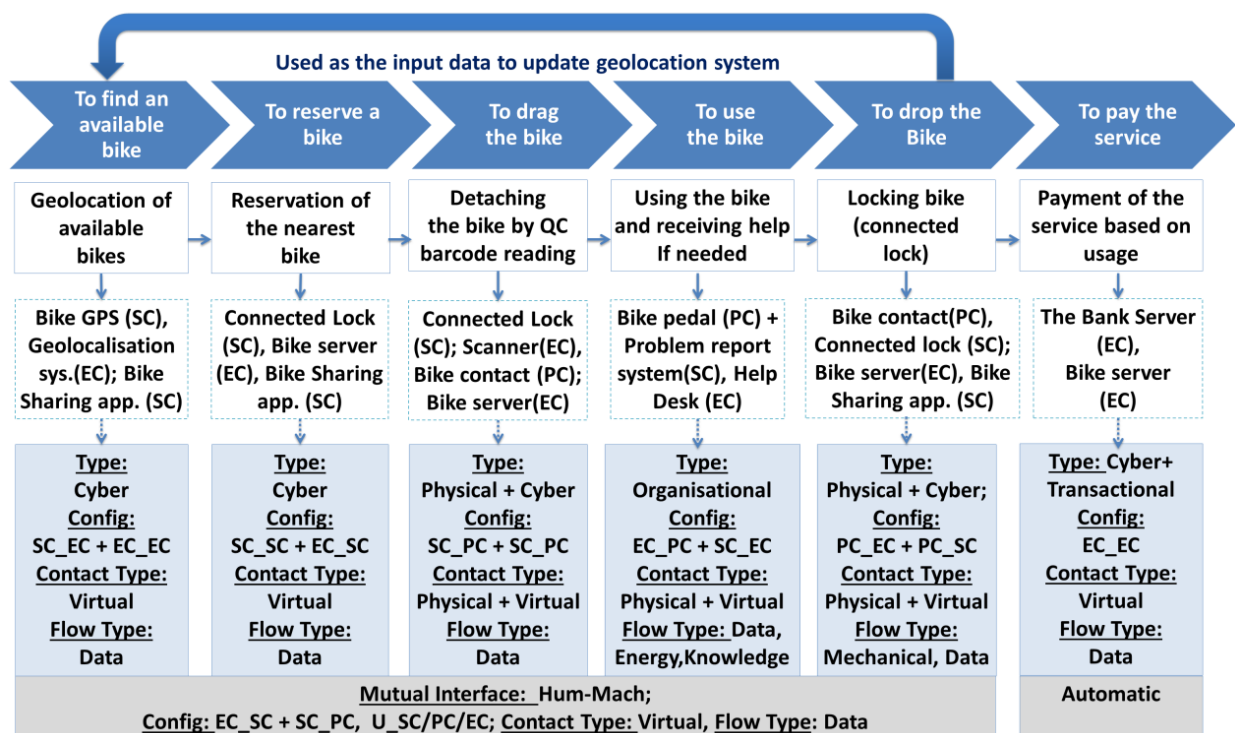 Used as the input data to update geolocation system
To find an
available
bike
To reserve a
bike
To drag
the bike
To use
the bike
To drop the
Bike
To pay the
service
Geolocation of
available
bikes
Reservation of
the nearest
bike
Detaching
the bike by QC
barcode reading
Using the bike
and receiving help
If needed
Locking bike
(connected
lock)
Payment of the
service based on
usage
Bike GPS (SC),
Geolocalisation
sys.(EC); Bike
Sharing app. (SC)
Connected Lock
(SC), Bike server
(EC), Bike Sharing
app. (SC)
Connected Lock
(SC); Scanner(EC),
Bike contact (PC);
Bike server(EC)
Bike pedal (PC) +
Problem report
system(SC), Help
Desk (EC)
Bike contact(PC),
Connected lock (SC);
Bike server(EC), Bike
Sharing app. (SC)
The Bank Server
(EC),
Bike server
(EC)
Type:
Cyber
Config:
SC_EC + EC_EC
Contact Type:
Virtual
Flow Type:
Data
Type:
Cyber
Config:
SC_SC + EC_SC
Contact Type:
Virtual
Flow Type:
Data
Type:
Physical + Cyber
Config:
SC_PC + SC_PC
Contact Type:
Physical + Virtual
Flow Type:
Data
Type:
Organisational
Config:
EC_PC + SC_EC
Contact Type:
Physical + Virtual
Flow Type: Data,
Energy,Knowledge
Type:
Physical + Cyber;
Config:
PC_EC + PC_SC
Contact Type:
Physical + Virtual
Flow Type:
Mechanical, Data
Type: Cyber+
Transactional
Config:
EC_EC
Contact Type:
Virtual
Flow Type:
Data
Mutual Interface: Hum-Mach;
Config: EC_SC + SC_PC, U_SC/PC/EC; Contact Type: Virtual, Flow Type: Data
Automatic